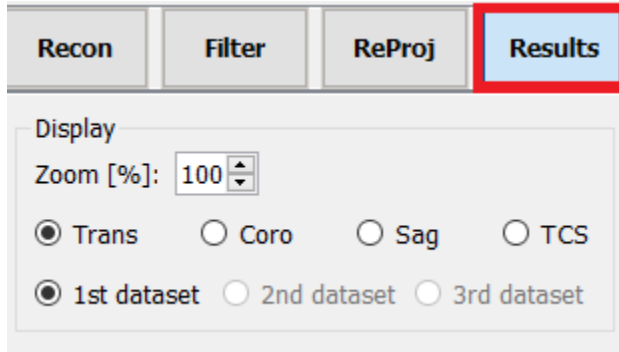 Recon Filter ReProj Results
Display
Zoom [%]: 100
Trans Coro Sag TCS
1st dataset 2nd dataset 3rd dataset